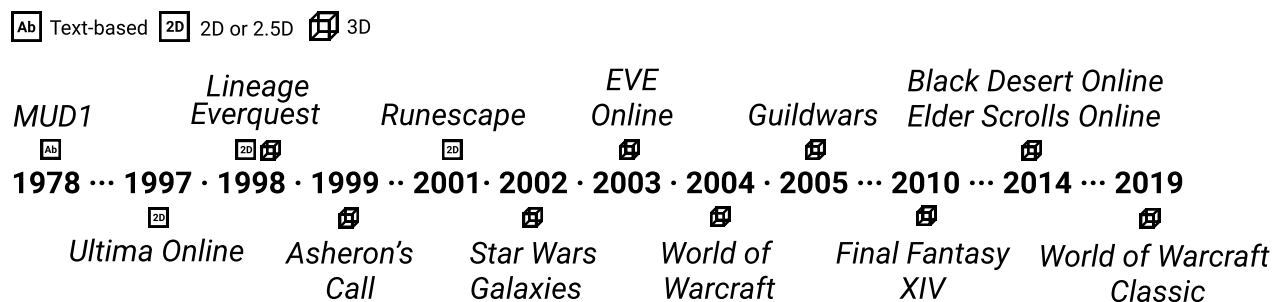 Ab Text-based 2D 2D or 2.5D 3D
Lineage
Everquest
MUD1
Runescape
EVE
Online
Guildwars
Black Desert Online
Elder Scrolls Online
Ab 2D 2D
1978 ··· 1997 · 1998 · 1999 ·· 2001· 2002 · 2003 · 2004 · 2005 ··· 2010 ··· 2014 ··· 2019
2D
Ultima Online
Asheron's
Call
Star Wars
Galaxies
World of
Warcraft
Final Fantasy
XIV
World of Warcraft
Classic